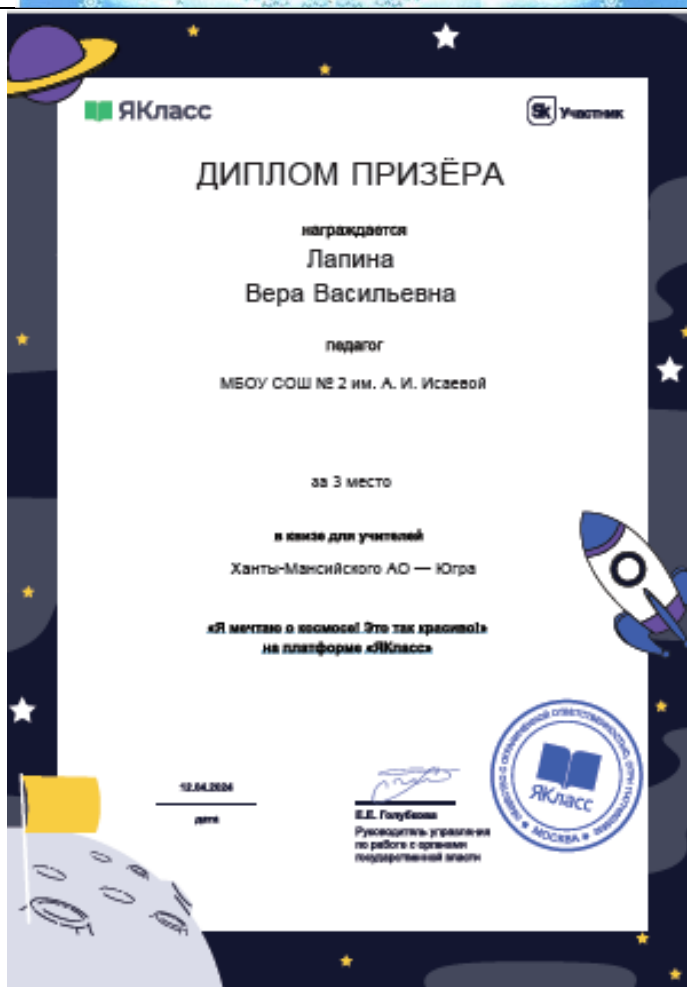 ЯКласс
Sk Участник
ДИПЛОМ ПРИЗЁРА
награждается
Лапина
Вера Васильевна
педагог
МБОУ СОШ № 2 им. А. И. Исаевой
за 3 место
в квизе для учителей
Ханты-Мансийского АО — Югра
«Я мечтаю о космосе! Это так красиво!»
на платформе «ЯКласс»
12.04.2024
дата
Е.Е. Голубкова
Руководитель управления
по работе с органами
государственной власти
ЯКласс
МОСКВА